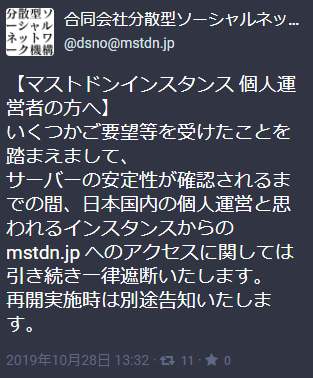 分散型ソーシャルネットワーク機構
合同会社分散型ソーシャルネッ...
@dsno@mstdn.jp
【マストドンインスタンス 個人運
営者の方へ】
いくつかご要望等を受けたことを
踏まえまして、
サーバーの安定性が確認されるま
での間、日本国内の個人運営と思
われるインスタンスからの
mstdn.jp へのアクセスに関しては
引き続き一律遮断いたします。
再開実施時は別途告知いたしま
す。
2019年10月28日 13:32 · 11 · 0